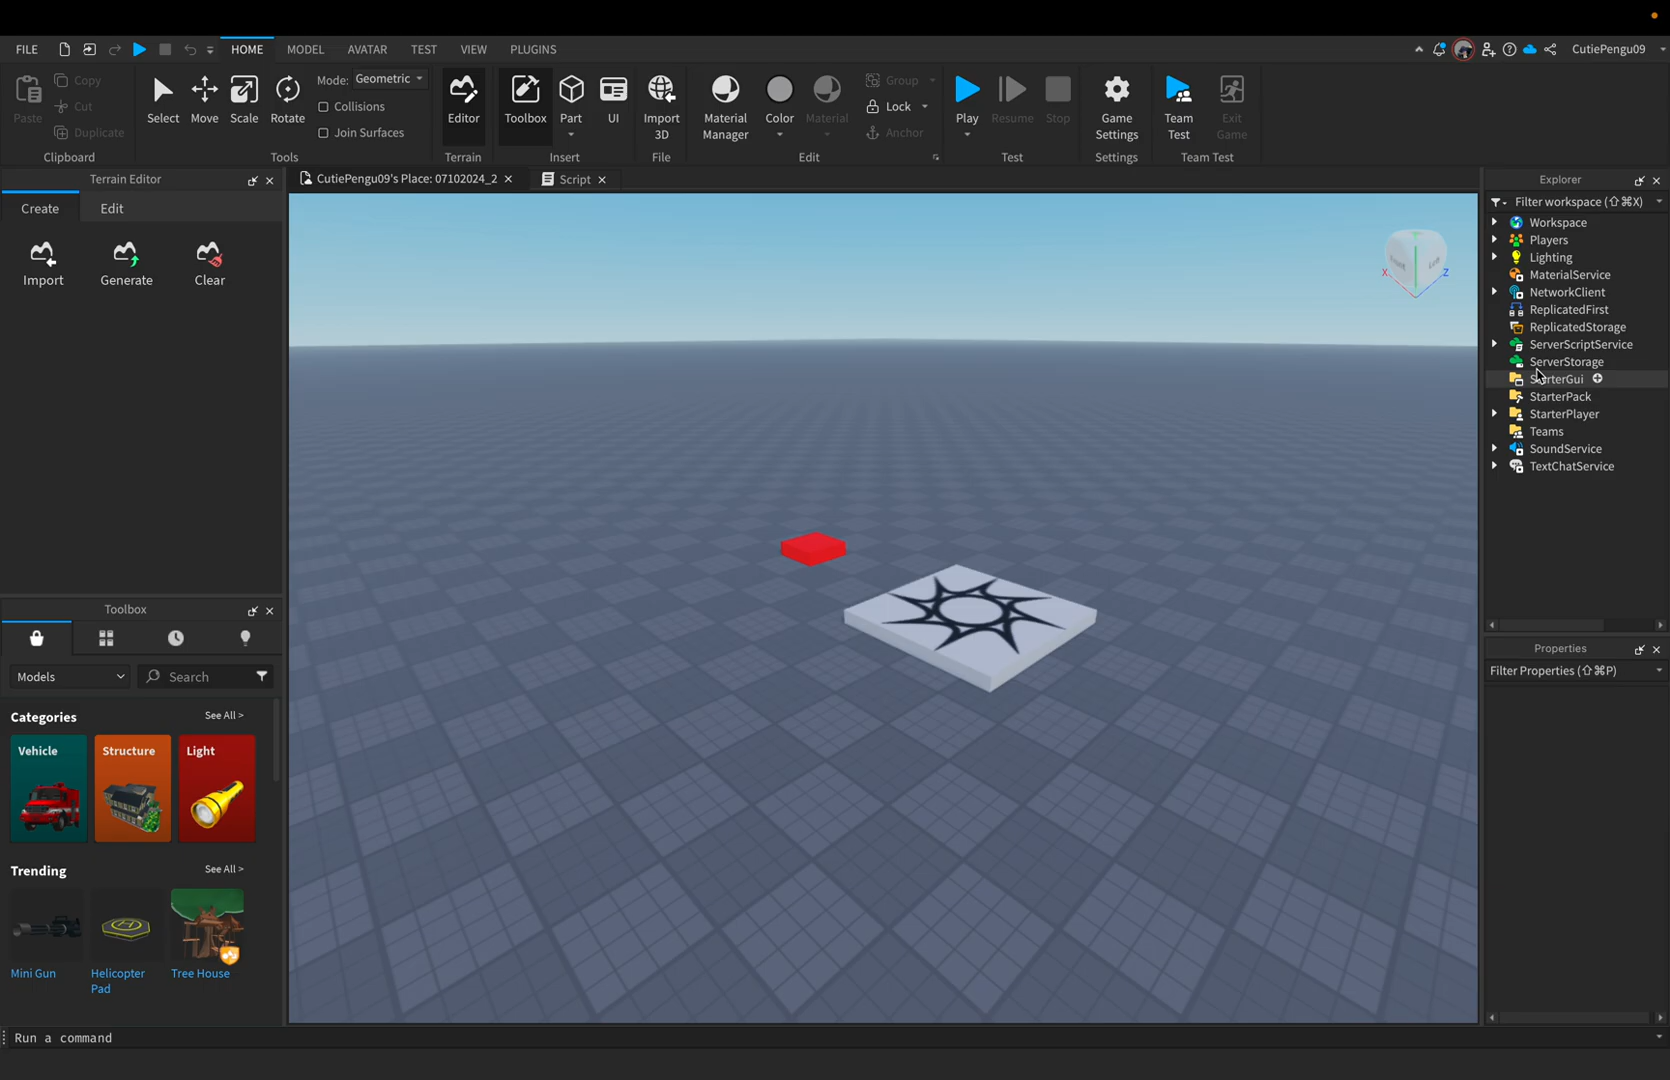 FILE
HOME
MODEL
AVATAR
TEST
VIEW
PLUGINS
CutiePengu09
Paste
Copy
Cut
Duplicate
Clipboard
Select
Move
Scale
Rotate
Mode: Geometric
Collisions
Join Surfaces
Tools
Editor
Terrain
Toolbox
Part
UI
Insert
Import
3D
File
Material
Manager
Color
Material
Group
Lock
Anchor
Edit
Play
Resume
Stop
Test
Game
Settings
Settings
Team
Test
Exit
Game
Team Test
Terrain Editor
Create
Edit
Import
Generate
Clear
Toolbox
Models
Search
Categories
See All >
Vehicle
Structure
Light
Trending
See All >
Mini Gun
Helicopter
Pad
Tree House
CutiePengu09's Place: 07102024_2
Script
X
Z
Explorer
Filter workspace (⇧⌘X)
Workspace
Players
Lighting
MaterialService
NetworkClient
ReplicatedFirst
ReplicatedStorage
ServerScriptService
ServerStorage
StarterGui
StarterPack
StarterPlayer
Teams
SoundService
TextChatService
Properties
Filter Properties (⇧⌘P)
Run a command